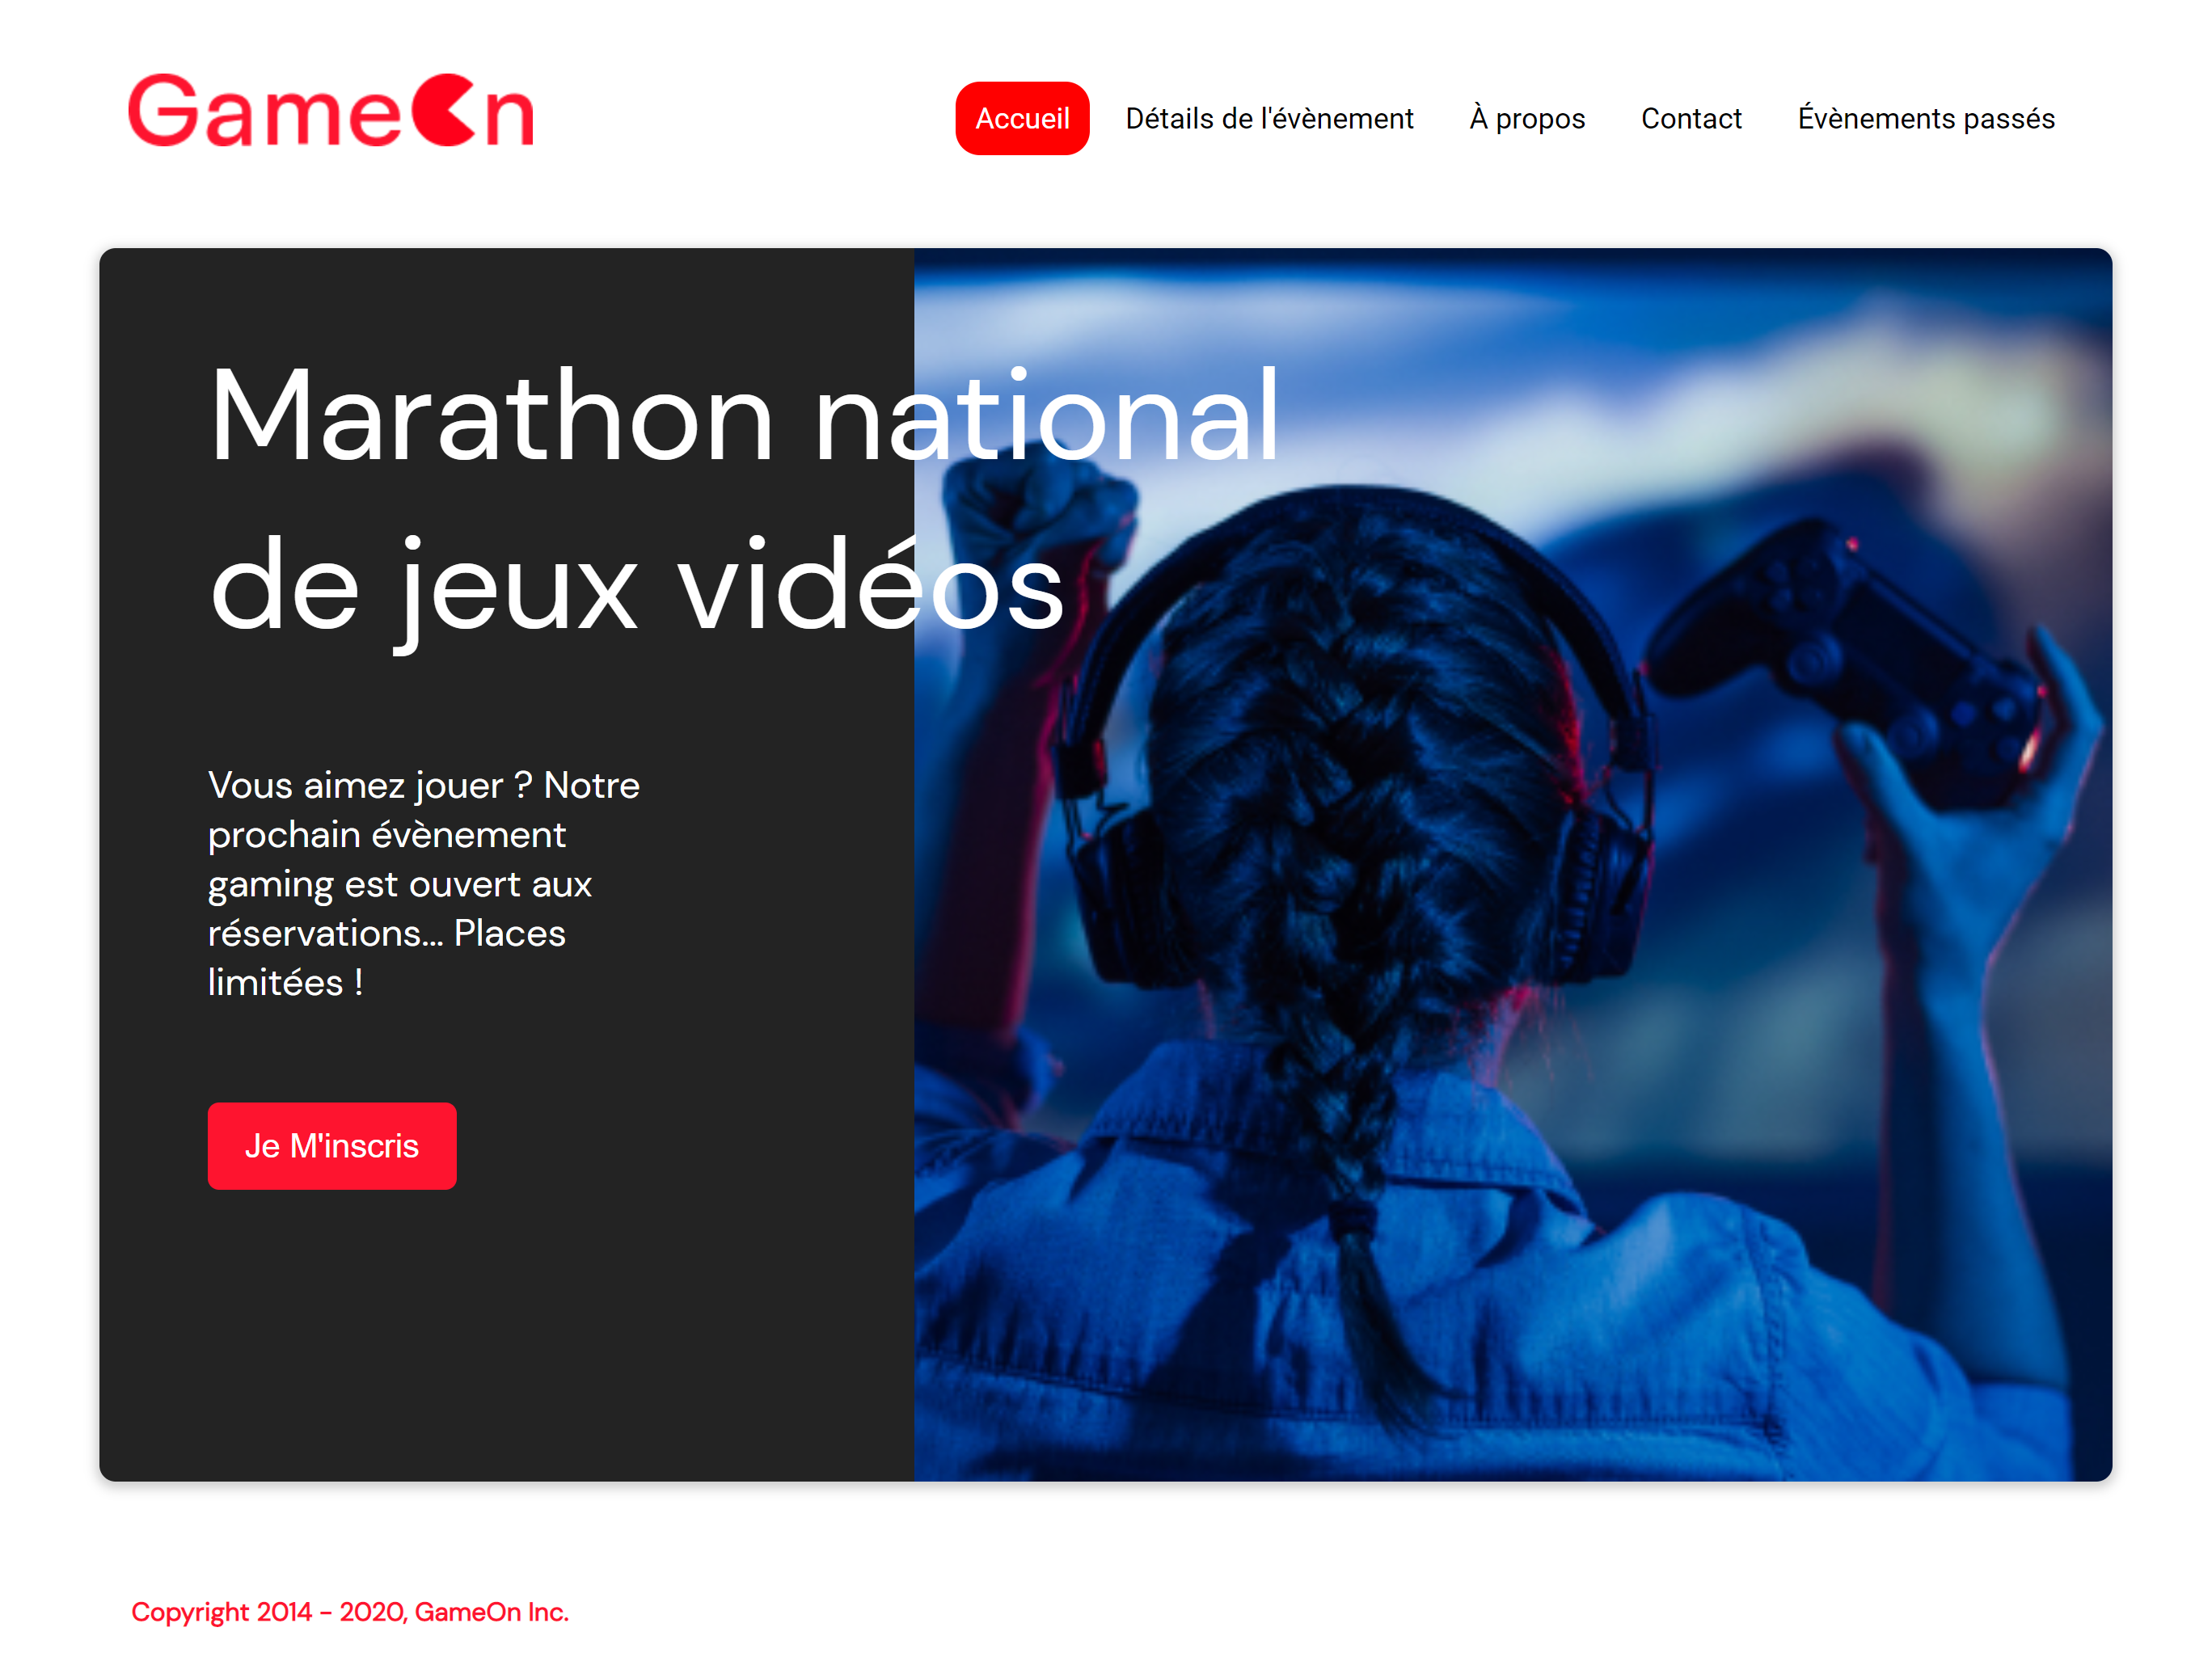 GameOn
Accueil
Détails de l'évènement
À propos
Contact
Évènements passés
Marathon national
de jeux vidéos
Vous aimez jouer ? Notre
prochain évènement
gaming est ouvert aux
réservations... Places
limitées !
Je M'inscris
Copyright 2014 - 2020, GameOn Inc.